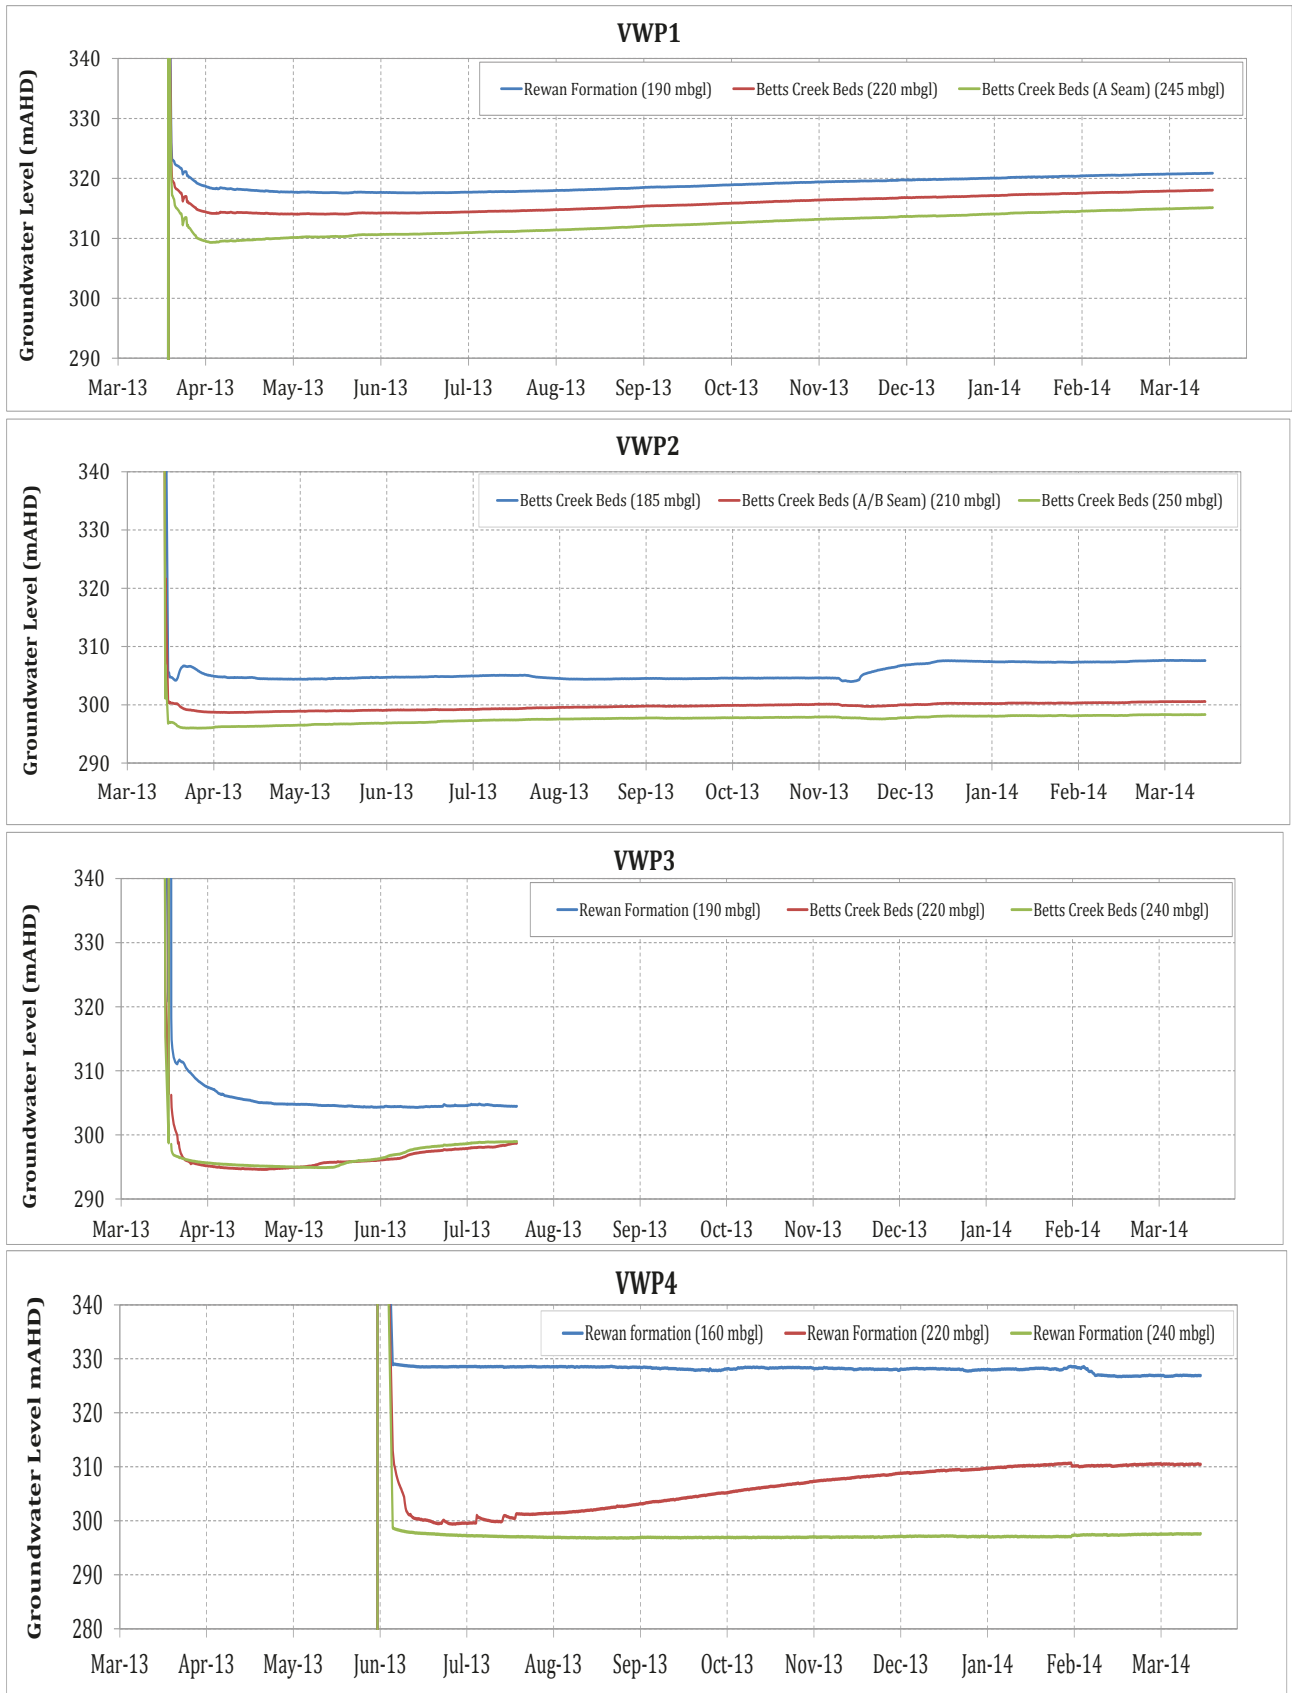 VWP1
Groundwater Level (mAHD)
340
330
320
310
300
290
Rewan Formation (190 mbgl) Betts Creek Beds (220 mbgl) Betts Creek Beds (A Seam) (245 mbgl)
Mar-13 Apr-13 May-13 Jun-13 Jul-13 Aug-13 Sep-13 Oct-13 Nov-13 Dec-13 Jan-14 Feb-14 Mar-14
VWP2
Groundwater Level (mAHD)
340
330
320
310
300
290
Betts Creek Beds (185 mbgl) Betts Creek Beds (A/B Seam) (210 mbgl) Betts Creek Beds (250 mbgl)
Mar-13 Apr-13 May-13 Jun-13 Jul-13 Aug-13 Sep-13 Oct-13 Nov-13 Dec-13 Jan-14 Feb-14 Mar-14
VWP3
Groundwater Level (mAHD)
340
330
320
310
300
290
Rewan Formation (190 mbgl) Betts Creek Beds (220 mbgl) Betts Creek Beds (240 mbgl)
Mar-13 Apr-13 May-13 Jun-13 Jul-13 Aug-13 Sep-13 Oct-13 Nov-13 Dec-13 Jan-14 Feb-14 Mar-14
VWP4
Groundwater Level mAHD)
340
330
320
310
300
290
280
Rewan formation (160 mbgl) Rewan Formation (220 mbgl) Rewan Formation (240 mbgl)
Mar-13 Apr-13 May-13 Jun-13 Jul-13 Aug-13 Sep-13 Oct-13 Nov-13 Dec-13 Jan-14 Feb-14 Mar-14